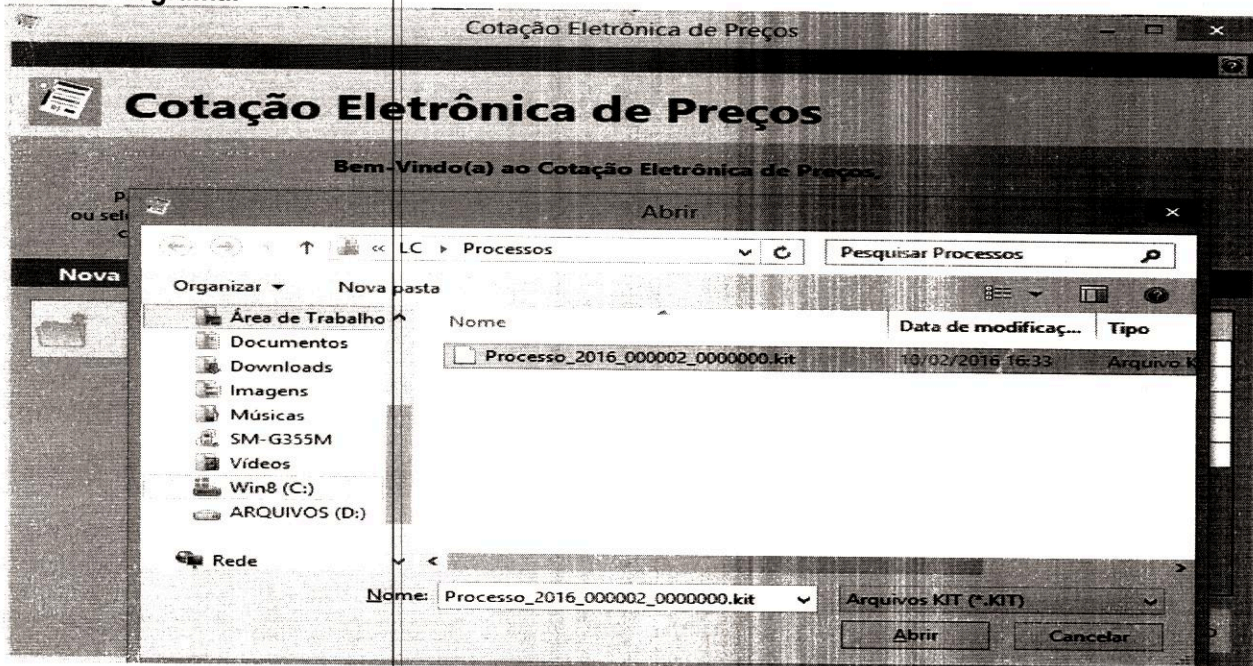 Cotação Eletrônica de Preços
Cotação Eletrônica de Preços
Bem-Vindo(a) ao Cotação Eletrônica de Preços,
ou sel
Abrir
« LC ▸ Processos
Pesquisar Processos
Nova
Organizar
Nova pasta
Área de Trabalho
Documentos
Downloads
Imagens
Músicas
SM-G355M
Vídeos
Win8 (C:)
ARQUIVOS (D:)
Rede
Nome
Data de modificaç...
Tipo
Processo_2016_000002_0000000.kit
10/02/2016 16:33
Arquivo K
Nome: Processo_2016_000002_0000000.kit
Arquivos KIT (*.KIT)
Abrir
Cancelar